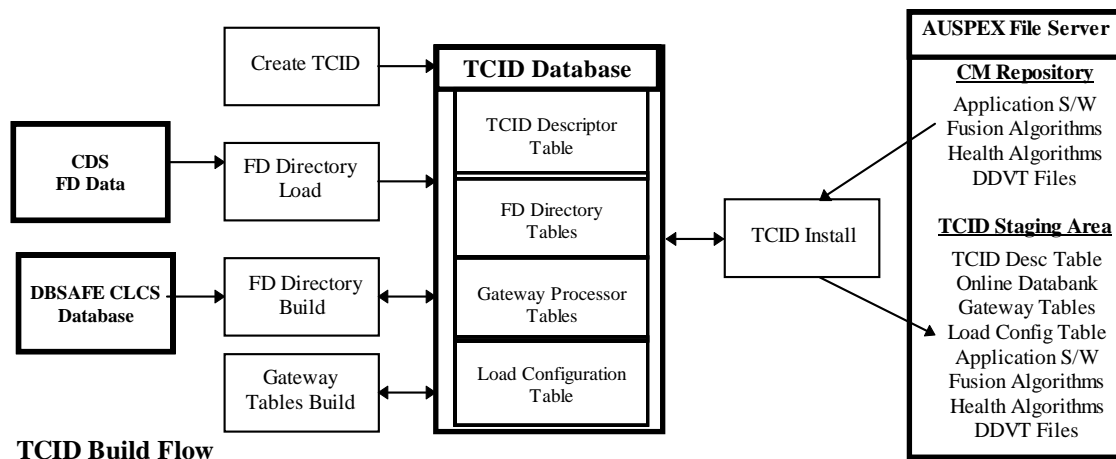 Create TCID
CDS
FD Data
FD Directory
Load
DBSAFE CLCS
Database
FD Directory
Build
Gateway
Tables Build
TCID Database
TCID Descriptor
Table
FD Directory
Tables
Gateway Processor
Tables
Load Configuration
Table
TCID Install
AUSPEX File Server
CM Repository
Application S/W
Fusion Algorithms
Health Algorithms
DDVT Files
TCID Staging Area
TCID Desc Table
Online Databank
Gateway Tables
Load Config Table
Application S/W
Fusion Algorithms
Health Algorithms
DDVT Files
TCID Build Flow